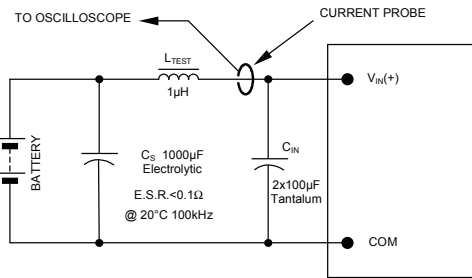 TO OSCILLOSCOPE
CURRENT PROBE
LTEST
1µH
VIN(+)
BATTERY
CS 1000µF
Electrolytic
E.S.R.<0.1Ω
@ 20°C 100kHz
CIN
2x100µF
Tantalum
COM